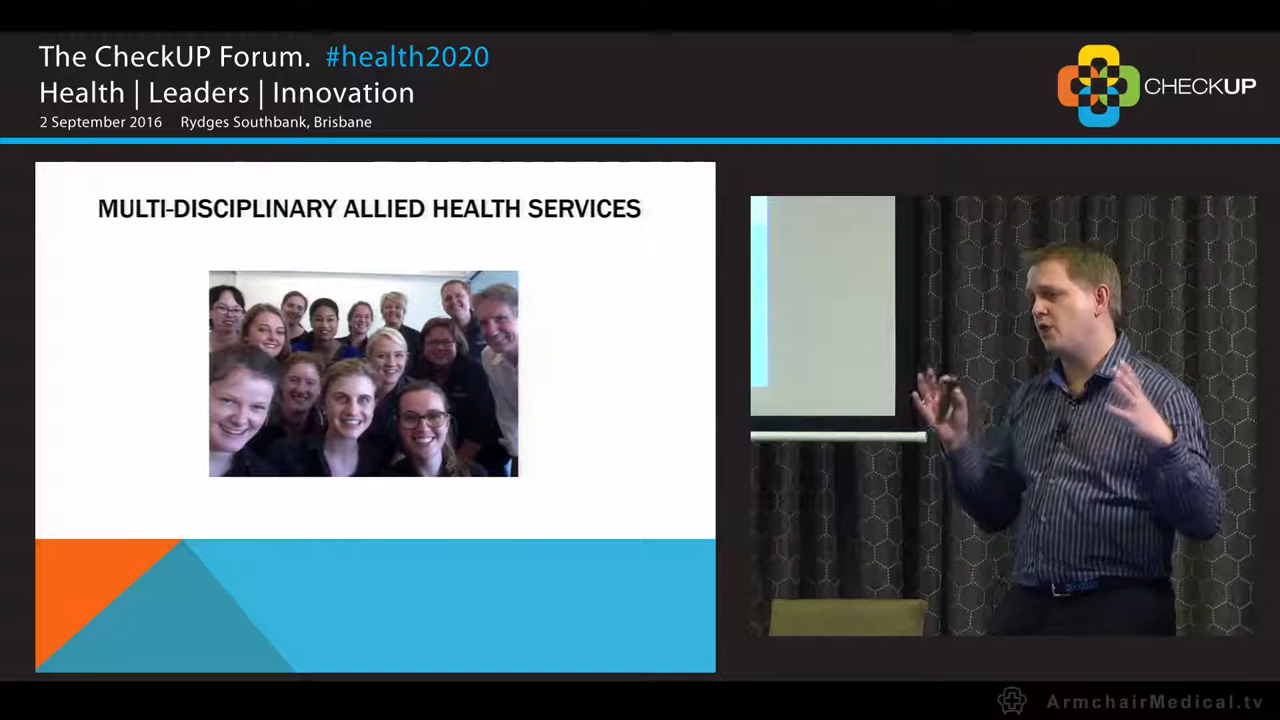 The CheckUP Forum. #health2020
Health | Leaders | Innovation
2 September 2016 Rydges Southbank, Brisbane
CHECKUP
MULTI-DISCIPLINARY ALLIED HEALTH SERVICES
ArmchairMedical.tv